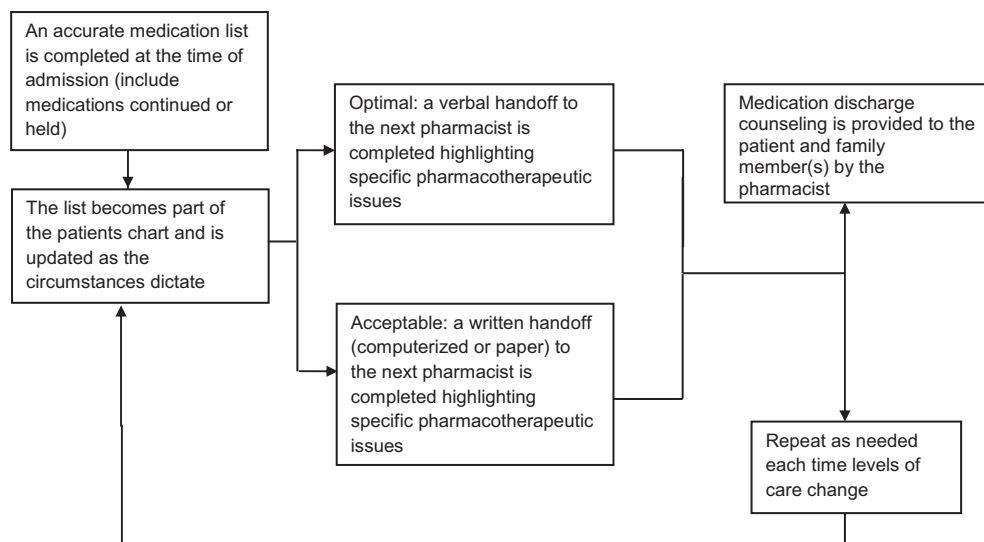 An accurate medication list
is completed at the time of
admission (include
medications continued or
held)
The list becomes part of
the patients chart and is
updated as the
circumstances dictate
Optimal: a verbal handoff to
the next pharmacist is
completed highlighting
specific pharmacotherapeutic
issues
Acceptable: a written handoff
(computerized or paper) to
the next pharmacist is
completed highlighting
specific pharmacotherapeutic
issues
Medication discharge
counseling is provided to the
patient and family
member(s) by the
pharmacist
Repeat as needed
each time levels of
care change